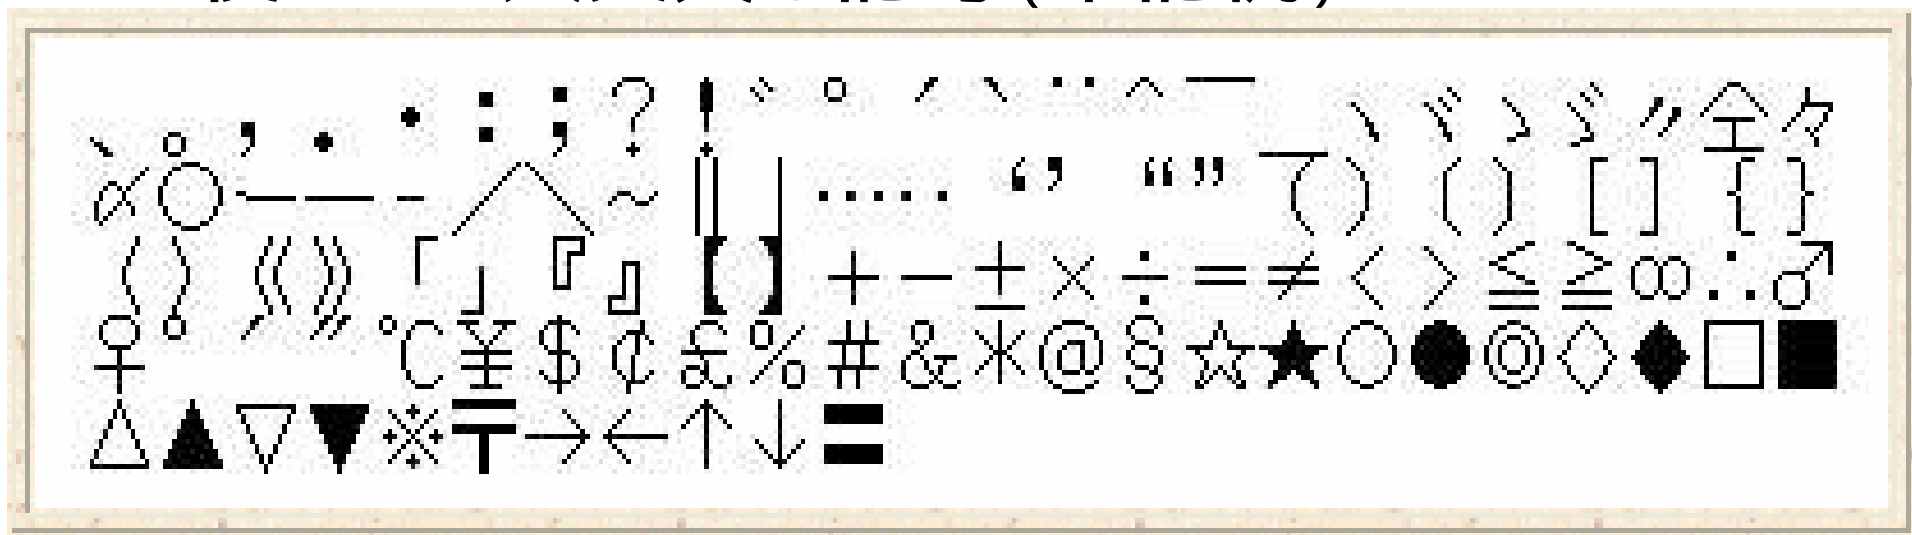 、。，．・：；？！゛゜´｀¨＾￣＿ヽヾゝゞ〃仝々
〆〇ー―‐／＼～∥｜…‥‘’“”（）〔〕［］｛｝
〈〉《》「」『』【】＋－±×÷＝≠＜＞≦≧∞∴♂
♀°′″℃￥＄￠￡％＃＆＊＠§☆★○●◎◇◆□■
△▲▽▼※〒→←↑↓〓